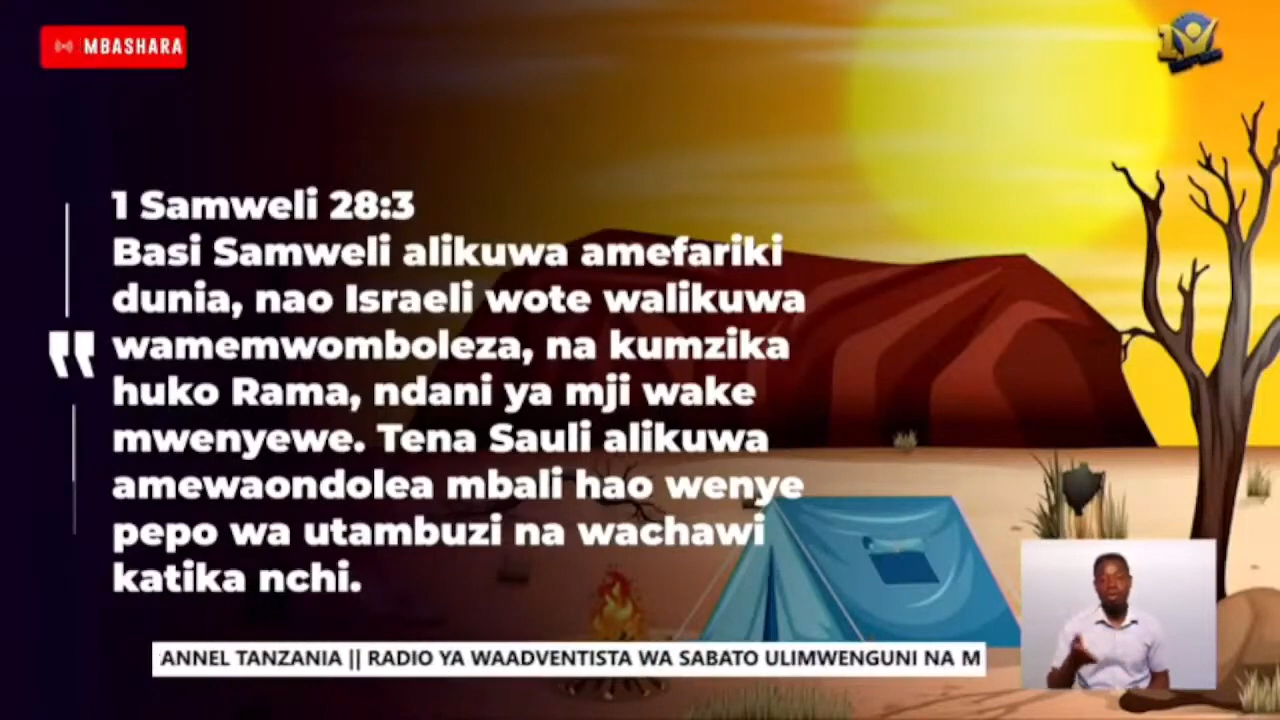 MBASHARA
1 Samweli 28:3
Basi Samweli alikuwa amefariki
dunia, nao Israeli wote walikuwa
wamemwomboleza, na kumzika
huko Rama, ndani ya mji wake
mwenyewe. Tena Sauli alikuwa
amewaondolea mbali hao wenye
pepo wa utambuzi na wachawi
katika nchi.
ANNEL TANZANIA || RADIO YA WAADVENTISTA WA SABATO ULIMWENGUNI NA M